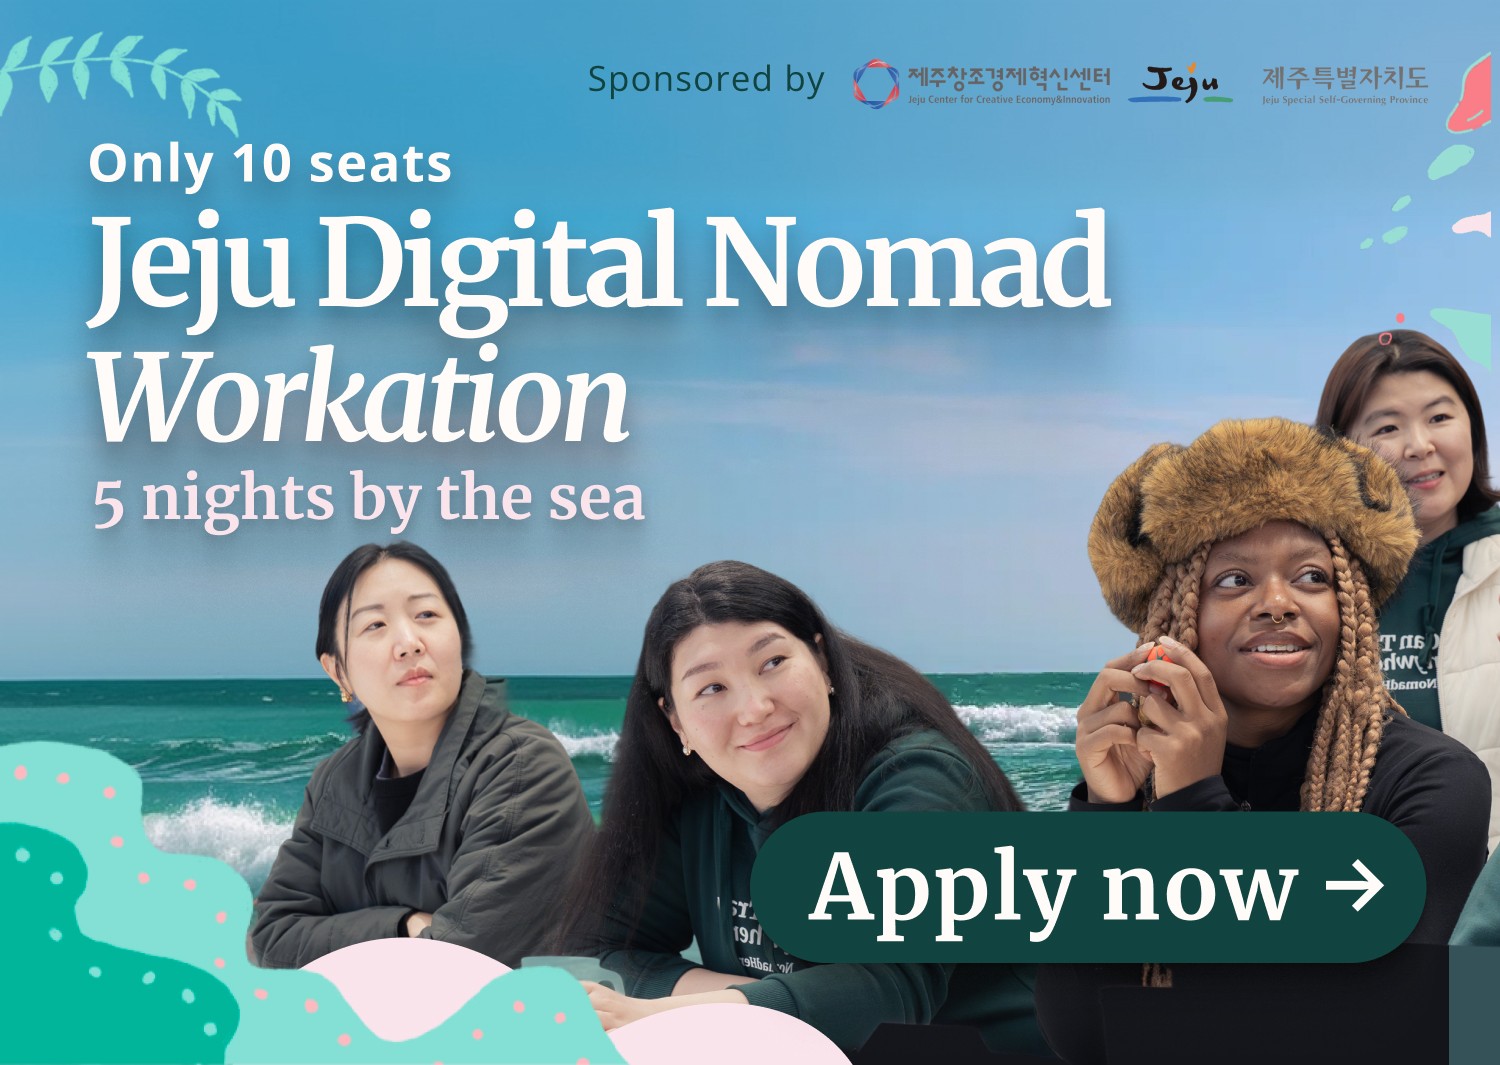 Sponsored by
제주창조경제혁신센터
Jeju Center for Creative Economy&Innovation
Jeju
제주특별자치도
Jeju Special Self-Governing Province
Only 10 seats
Jeju Digital Nomad
Workation
5 nights by the sea
Apply now →